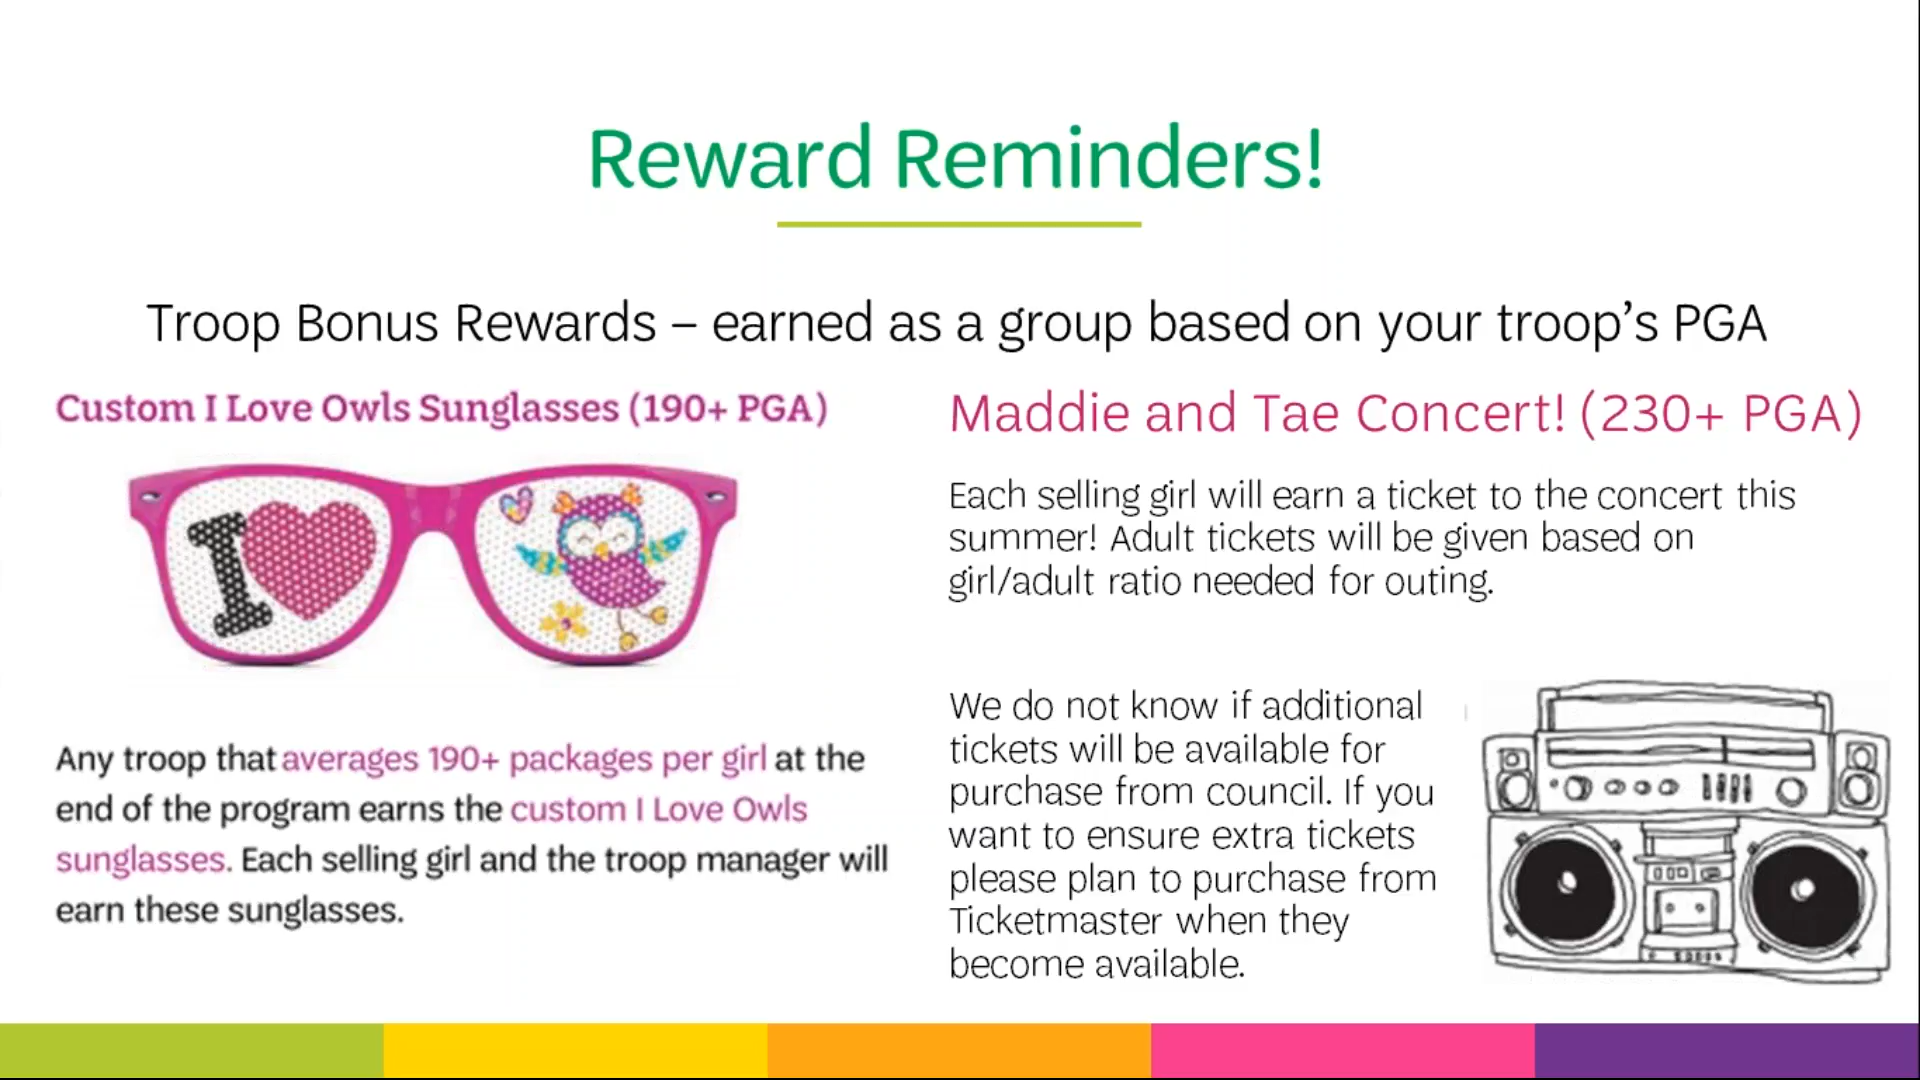 Reward Reminders!
Troop Bonus Rewards – earned as a group based on your troop's PGA
Custom I Love Owls Sunglasses (190+ PGA)
I
Any troop that averages 190+ packages per girl at the
end of the program earns the custom I Love Owls
sunglasses. Each selling girl and the troop manager will
earn these sunglasses.
Maddie and Tae Concert! (230+ PGA)
Each selling girl will earn a ticket to the concert this
summer! Adult tickets will be given based on
girl/adult ratio needed for outing.
We do not know if additional
tickets will be available for
purchase from council. If you
want to ensure extra tickets
please plan to purchase from
Ticketmaster when they
become available.